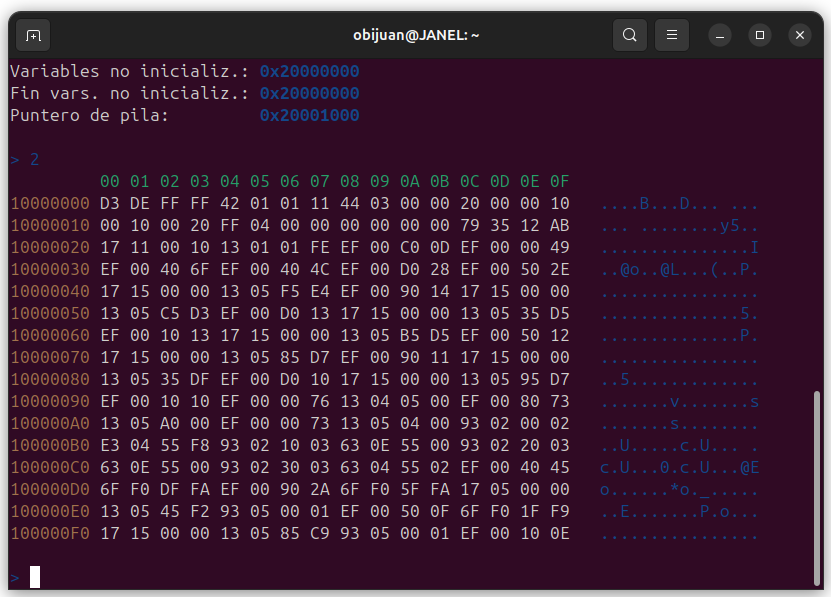 obijuan@JANEL: ~
Variables no inicializ.: 0x20000000
Fin vars. no inicializ.: 0x20000000
Puntero de pila:         0x20001000
> 2
         00 01 02 03 04 05 06 07 08 09 0A 0B 0C 0D 0E 0F
10000000 D3 DE FF FF 42 01 01 11 44 03 00 00 20 00 00 10   ....B...D... ...
10000010 00 10 00 20 FF 04 00 00 00 00 00 00 79 35 12 AB   ... ........y5..
10000020 17 11 00 10 13 01 01 FE EF 00 C0 0D EF 00 00 49   ...............I
10000030 EF 00 40 6F EF 00 40 4C EF 00 D0 28 EF 00 50 2E   ..@o..@L...(..P.
10000040 17 15 00 00 13 05 F5 E4 EF 00 90 14 17 15 00 00   ................
10000050 13 05 C5 D3 EF 00 D0 13 17 15 00 00 13 05 35 D5   ..............5.
10000060 EF 00 10 13 17 15 00 00 13 05 B5 D5 EF 00 50 12   ..............P.
10000070 17 15 00 00 13 05 85 D7 EF 00 90 11 17 15 00 00   ................
10000080 13 05 35 DF EF 00 D0 10 17 15 00 00 13 05 95 D7   ..5.............
10000090 EF 00 10 10 EF 00 00 76 13 04 05 00 EF 00 80 73   .......v.......s
100000A0 13 05 A0 00 EF 00 00 73 13 05 04 00 93 02 00 02   .......s........
100000B0 E3 04 55 F8 93 02 10 03 63 0E 55 00 93 02 20 03   ..U.....c.U... .
100000C0 63 0E 55 00 93 02 30 03 63 04 55 02 EF 00 40 45   c.U...0.c.U...@E
100000D0 6F F0 DF FA EF 00 90 2A 6F F0 5F FA 17 05 00 00   o......*o._.....
100000E0 13 05 45 F2 93 05 00 01 EF 00 50 0F 6F F0 1F F9   ..E.......P.o...
100000F0 17 15 00 00 13 05 85 C9 93 05 00 01 EF 00 10 0E   ................
>